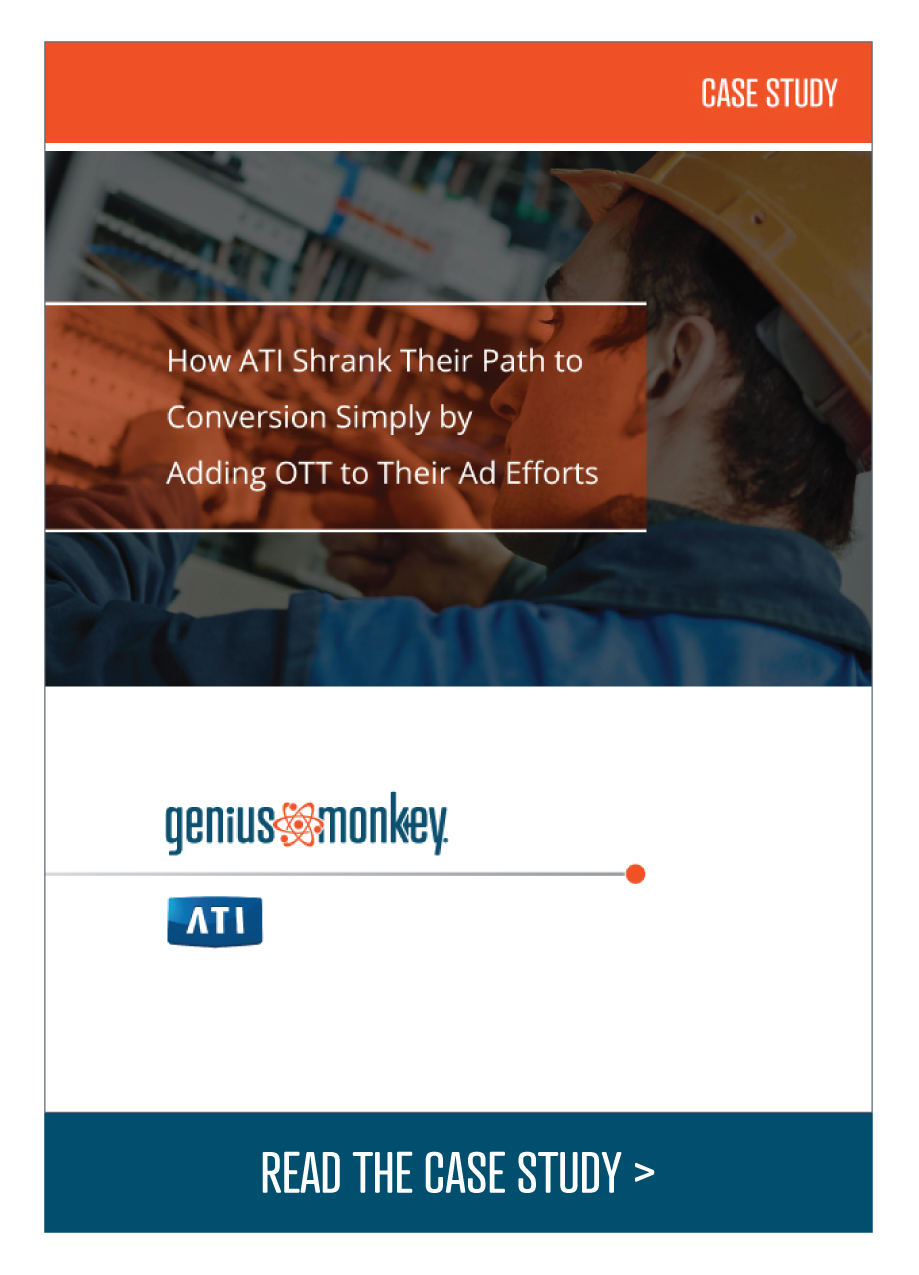 CASE STUDY
How ATI Shrank Their Path to
Conversion Simply by
Adding OTT to Their Ad Efforts
genius monkey
ATI
READ THE CASE STUDY >